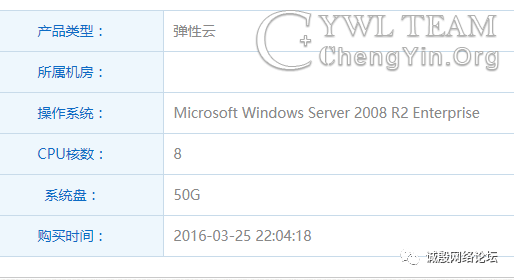 YWL TEAM
ChengYin.Org
产品类型： 弹性云
所属机房：
操作系统： Microsoft Windows Server 2008 R2 Enterprise
CPU核数： 8
系统盘： 50G
购买时间： 2016-03-25 22:04:18
诚殷网络论坛